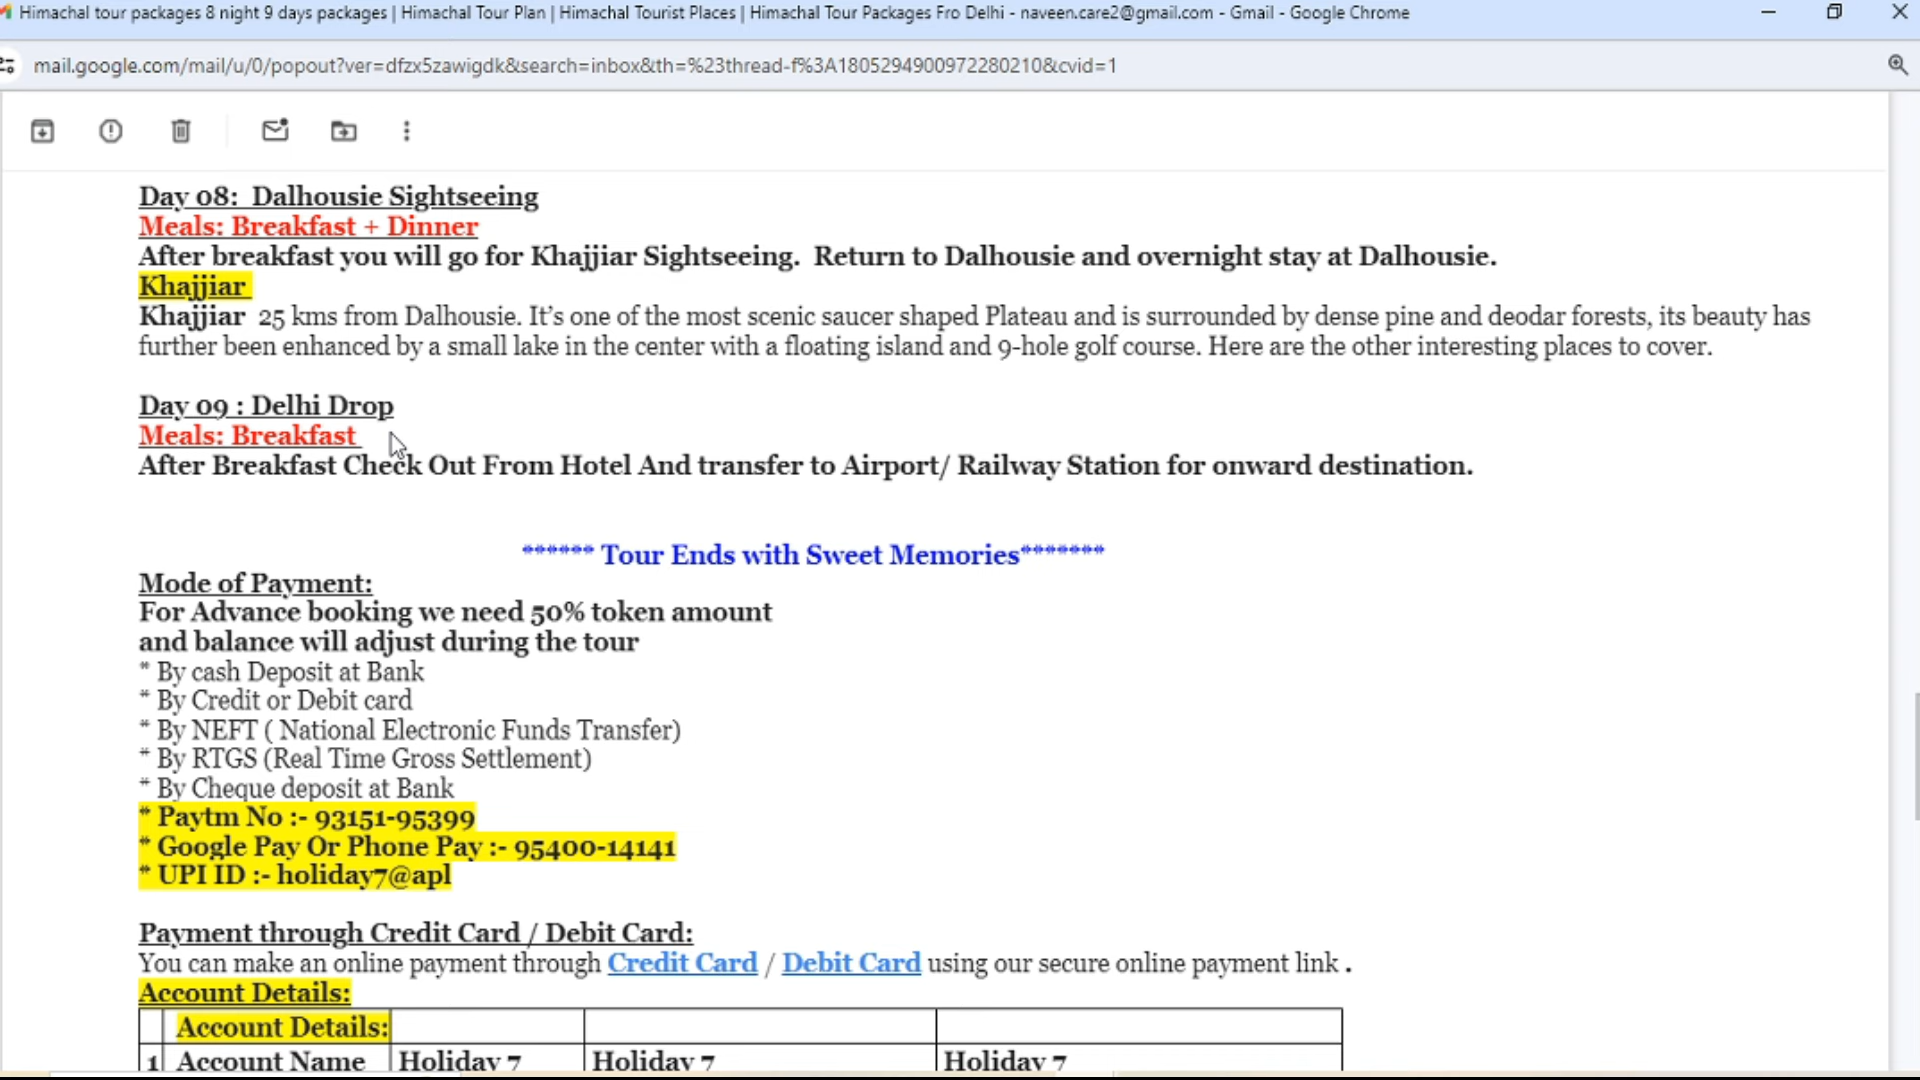 Himachal tour packages 8 night 9 days packages | Himachal Tour Plan | Himachal Tourist Places | Himachal Tour Packages Fro Delhi - naveen.care2@gmail.com - Gmail - Google Chrome
mail.google.com/mail/u/0/popout?ver=dfzx5zawigdk&search=inbox&th=%23thread-f%3A1805294900972280210&cvid=1
Day 08:  Dalhousie Sightseeing
Meals: Breakfast + Dinner
After breakfast you will go for Khajjiar Sightseeing.  Return to Dalhousie and overnight stay at Dalhousie.
Khajjiar
Khajjiar  25 kms from Dalhousie. It's one of the most scenic saucer shaped Plateau and is surrounded by dense pine and deodar forests, its beauty has
further been enhanced by a small lake in the center with a floating island and 9-hole golf course. Here are the other interesting places to cover.
Day 09 : Delhi Drop
Meals: Breakfast
After Breakfast Check Out From Hotel And transfer to Airport/ Railway Station for onward destination.
****** Tour Ends with Sweet Memories*******
Mode of Payment:
For Advance booking we need 50% token amount
and balance will adjust during the tour
* By cash Deposit at Bank
* By Credit or Debit card
* By NEFT ( National Electronic Funds Transfer)
* By RTGS (Real Time Gross Settlement)
* By Cheque deposit at Bank
* Paytm No :- 93151-95399
* Google Pay Or Phone Pay :- 95400-14141
* UPI ID :- holiday7@apl
Payment through Credit Card / Debit Card:
You can make an online payment through Credit Card / Debit Card using our secure online payment link .
Account Details:
Account Details:
1 Account Name Holiday 7 Holiday 7 Holiday 7